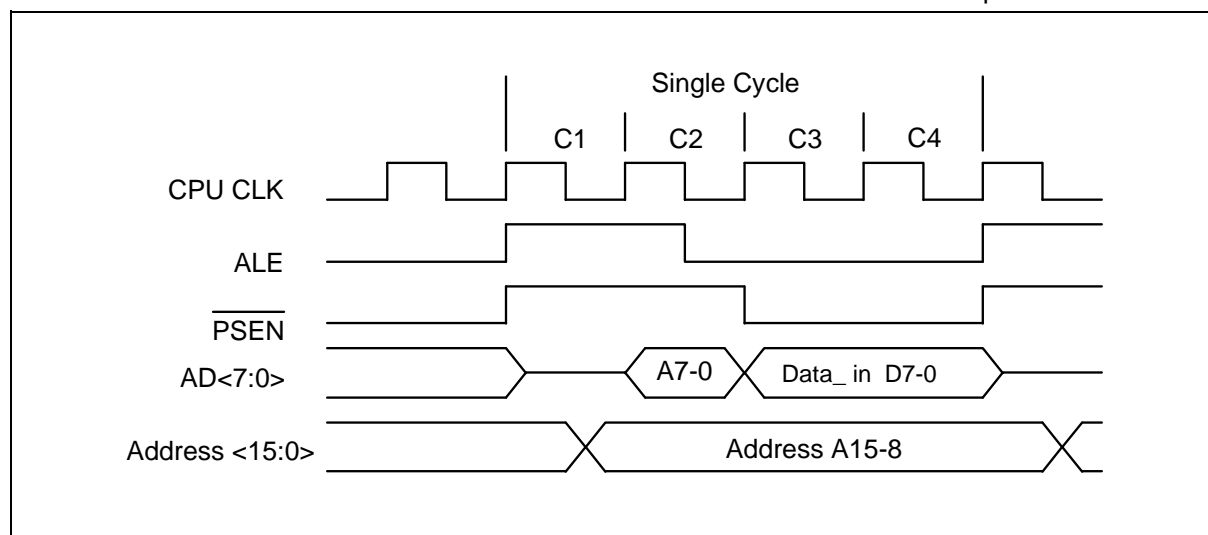 Single Cycle
C1 C2 C3 C4
CPU CLK
ALE
PSEN
AD<7:0> A7-0 Data_ in D7-0
Address <15:0> Address A15-8